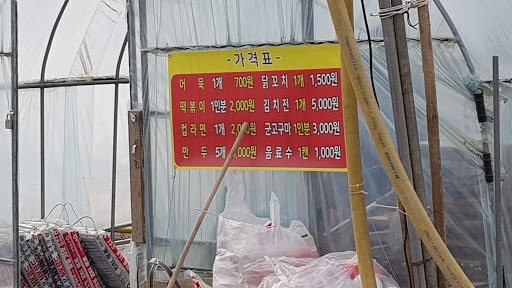 -가격표-
어 묵 1개 700원 닭꼬치 1개 1,500원
떡볶이 1인분 2,000원 김치전 1개 5,000원
컵라면 1개 2,000원 군고구마 1인분 3,000원
만 두 5개 ,000원 음료수 1캔 1,000원